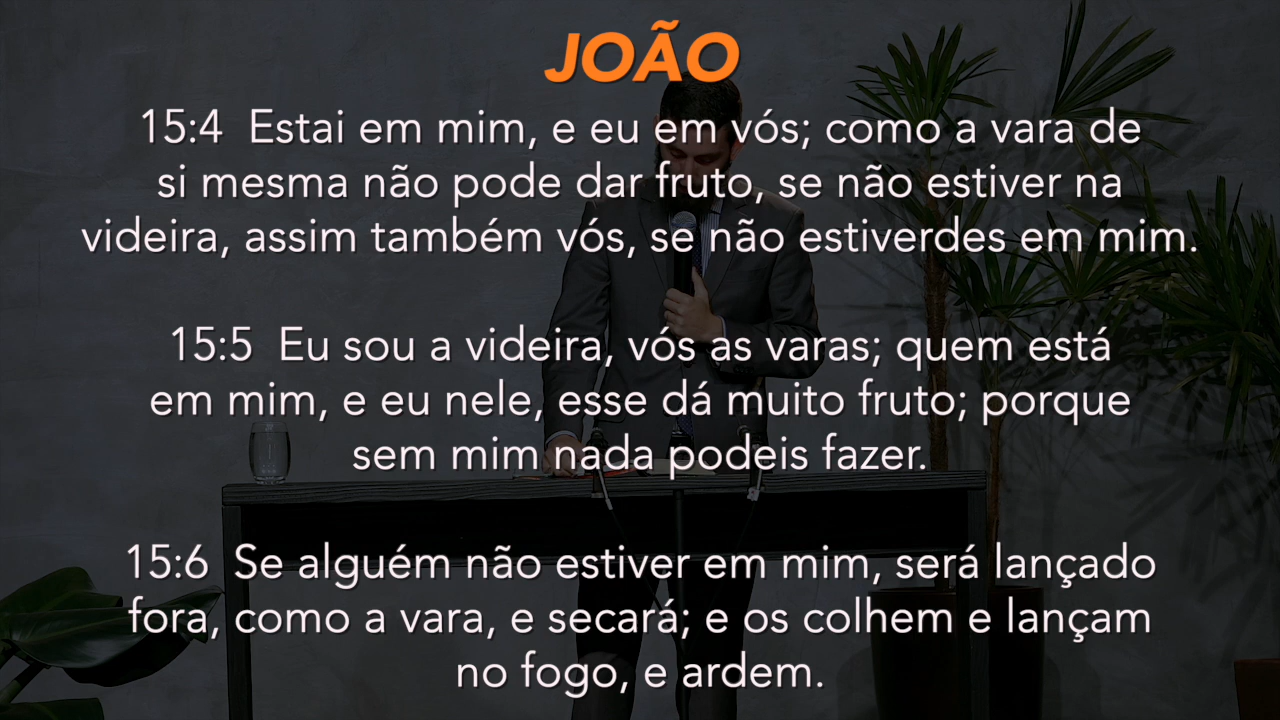 JOÃO
15:4 Estai em mim, e eu em vós; como a vara de
si mesma não pode dar fruto, se não estiver na
videira, assim também vós, se não estiverdes em mim.
15:5 Eu sou a videira, vós as varas; quem está
em mim, e eu nele, esse dá muito fruto; porque
sem mim nada podeis fazer.
15:6 Se alguém não estiver em mim, será lançado
fora, como a vara, e secará; e os colhem e lançam
no fogo, e ardem.